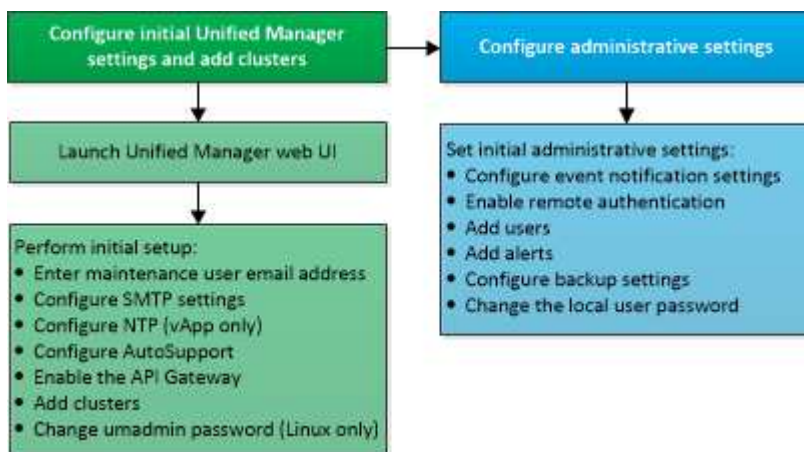 Configure initial Unified Manager
settings and add clusters
Launch Unified Manager web UI
Perform initial setup:
• Enter maintenance user email address
• Configure SMTP settings
• Configure NTP (vApp only)
• Configure AutoSupport
• Enable the API Gateway
• Add clusters
• Change umadmin password (Linux only)
Configure administrative settings
Set initial administrative settings:
• Configure event notification settings
• Enable remote authentication
• Add users
• Add alerts
• Configure backup settings
• Change the local user password